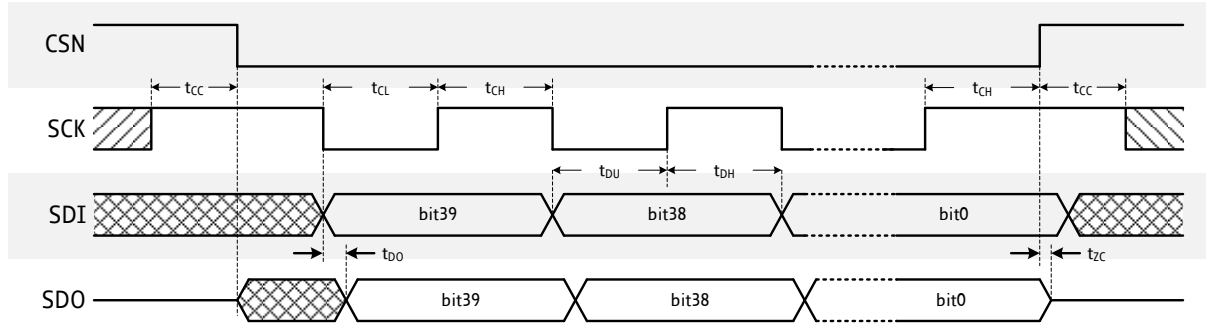 CSN
tCC tCL tCH tCH tCC
SCK
tDU tDH
SDI bit39 bit38 bit0
tDO tZC
SDO bit39 bit38 bit0